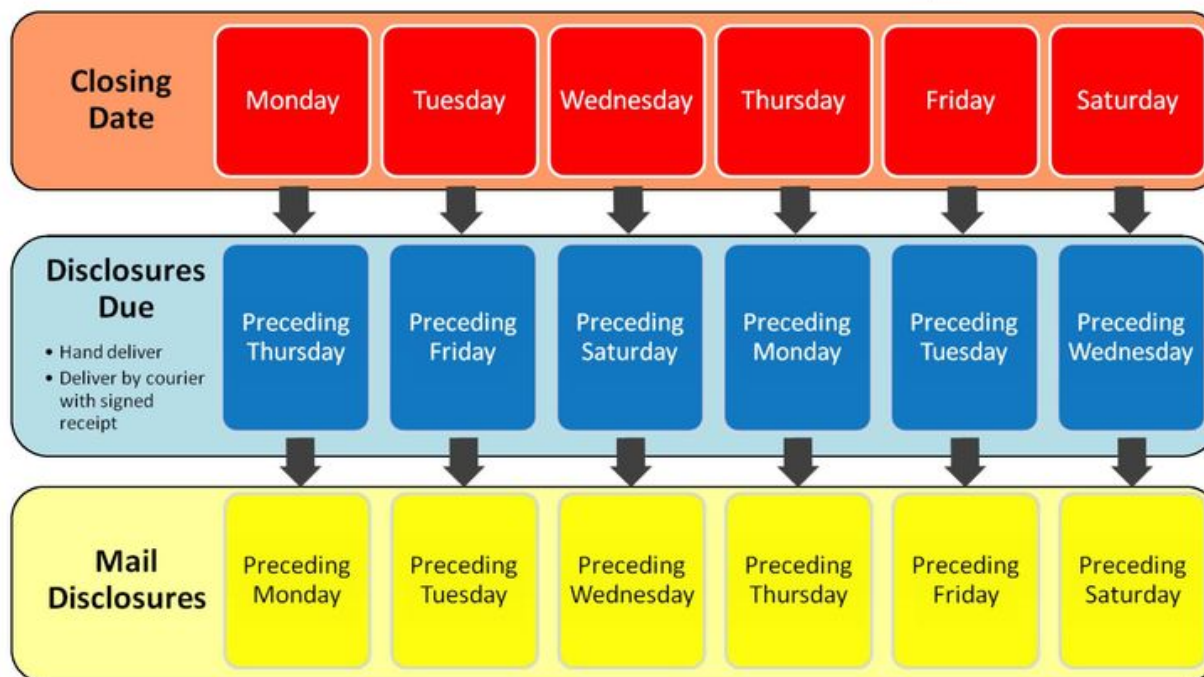 Closing
Date
Monday
Tuesday
Wednesday
Thursday
Friday
Saturday
Disclosures
Due
• Hand deliver
• Deliver by courier
with signed
receipt
Preceding
Thursday
Preceding
Friday
Preceding
Saturday
Preceding
Monday
Preceding
Tuesday
Preceding
Wednesday
Mail
Disclosures
Preceding
Monday
Preceding
Tuesday
Preceding
Wednesday
Preceding
Thursday
Preceding
Friday
Preceding
Saturday